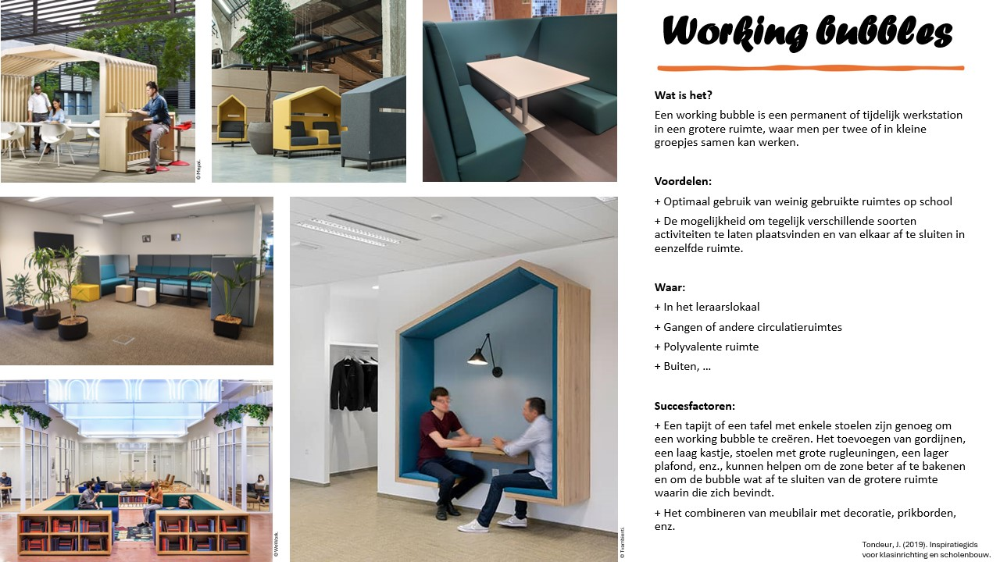 Working bubbles
Wat is het?
Een working bubble is een permanent of tijdelijk werkstation
in een grotere ruimte, waar men per twee of in kleine
groepjes samen kan werken.
Voordelen:
+ Optimaal gebruik van weinig gebruikte ruimtes op school
+ De mogelijkheid om tegelijk verschillende soorten
activiteiten te laten plaatsvinden en van elkaar af te sluiten in
eenzelfde ruimte.
Waar:
+ In het leraarslokaal
+ Gangen of andere circulatieruimtes
+ Polyvalente ruimte
+ Buiten, …
Succesfactoren:
+ Een tapijt of een tafel met enkele stoelen zijn genoeg om
een working bubble te creëren. Het toevoegen van gordijnen,
een laag kastje, stoelen met grote rugleuningen, een lager
plafond, enz., kunnen helpen om de zone beter af te bakenen
en om de bubble wat af te sluiten van de grotere ruimte
waarin die zich bevindt.
+ Het combineren van meubilair met decoratie, prikborden,
enz.
Tondeur, J. (2019). Inspiratiegids
voor klasinrichting en scholenbouw.
© WeWork.